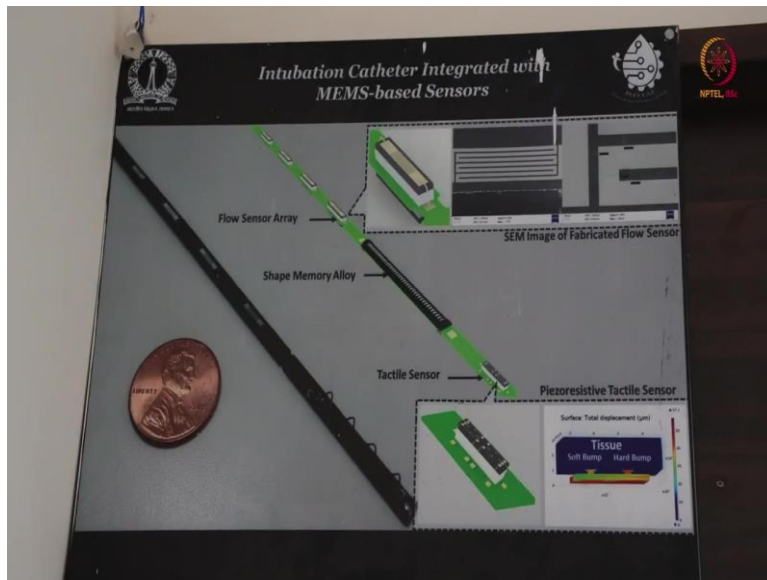 Intubation Catheter Integrated with
MEMS-based Sensors
NPTEL, IISc
Flow Sensor Array
SEM Image of Fabricated Flow Sensor
Shape Memory Alloy
Tactile Sensor
Piezoresistive Tactile Sensor
LIBERTY
Surface: Total displacement (μm)
Tissue
Soft Bump Hard Bump